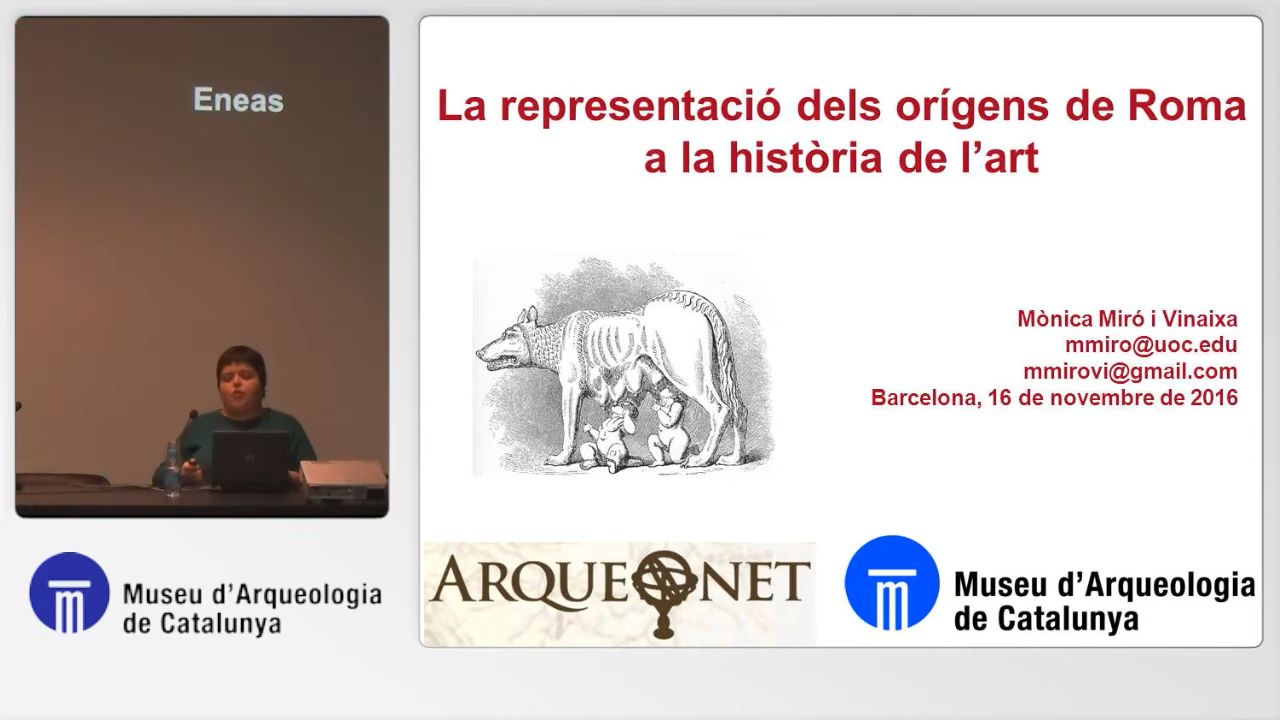 Eneas
La representació dels orígens de Roma
a la història de l’art
Mònica Miró i Vinaixa
mmiro@uoc.edu
mmirovi@gmail.com
Barcelona, 16 de novembre de 2016
ARQUEONET
Museu d’Arqueologia
de Catalunya
Museu d’Arqueologia
de Catalunya